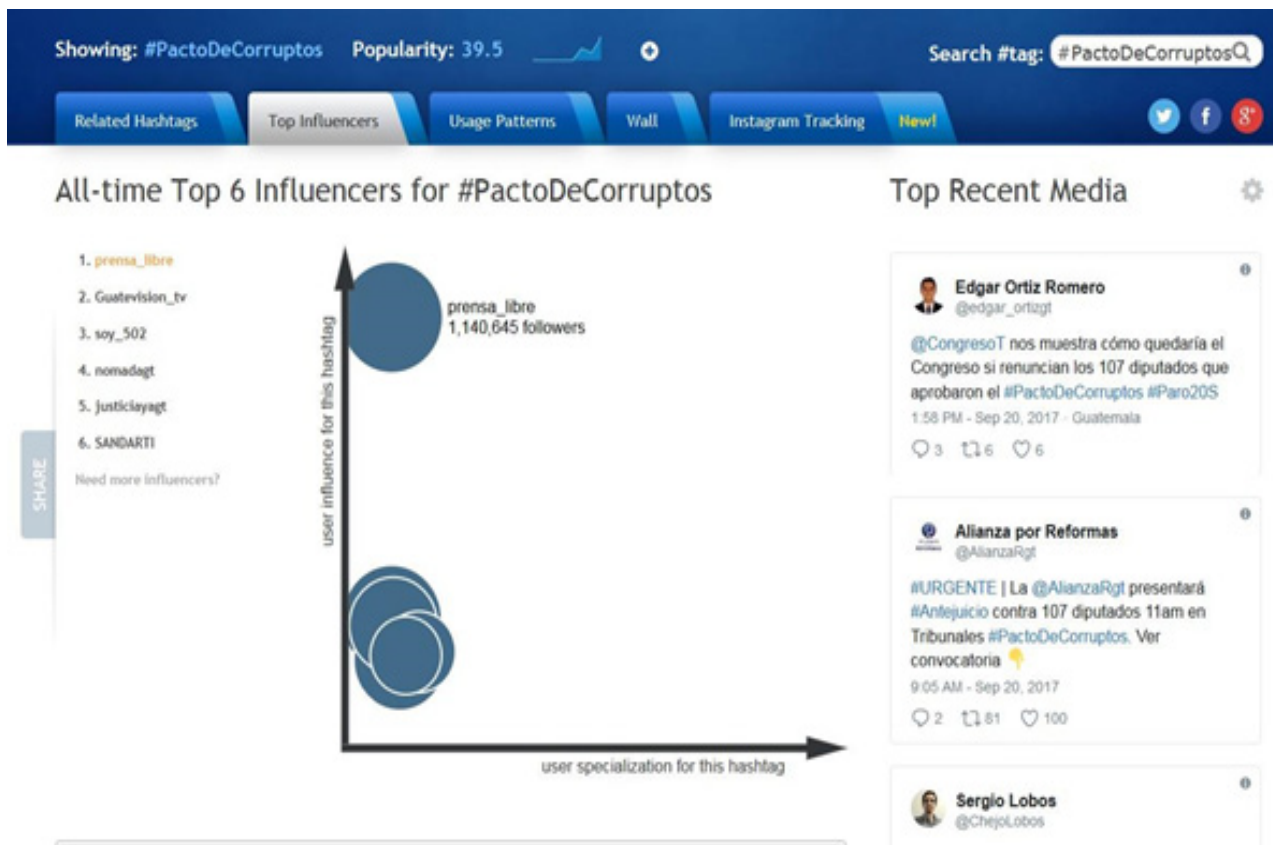 Showing: #PactoDeCorruptos Popularity: 39.5
Search #tag: #PactoDeCorruptos
Related Hashtags
Top Influencers
Usage Patterns
Wall
Instagram Tracking New!
All-time Top 6 Influencers for #PactoDeCorruptos
1. prensa_libre
2. Guatevision_tv
3. soy_502
4. nomadagt
5. justiciayagt
6. SANDARTI
Need more influencers?
SHARE
user influence for this hashtag
prensa_libre
1,140,645 followers
user specialization for this hashtag
Top Recent Media
Edgar Ortiz Romero
@edgar_ortizgt
@CongresoT nos muestra cómo quedaría el
Congreso si renuncian los 107 diputados que
aprobaron el #PactoDeCorruptos #Paro20S
1:58 PM - Sep 20, 2017 · Guatemala
3 6 6
Alianza por Reformas
@AlianzaRgt
#URGENTE | La @AlianzaRgt presentará
#Antejuicio contra 107 diputados 11am en
Tribunales #PactoDeCorruptos. Ver
convocatoria 👇
9:05 AM - Sep 20, 2017
2 81 100
Sergio Lobos
@ChejoLobos